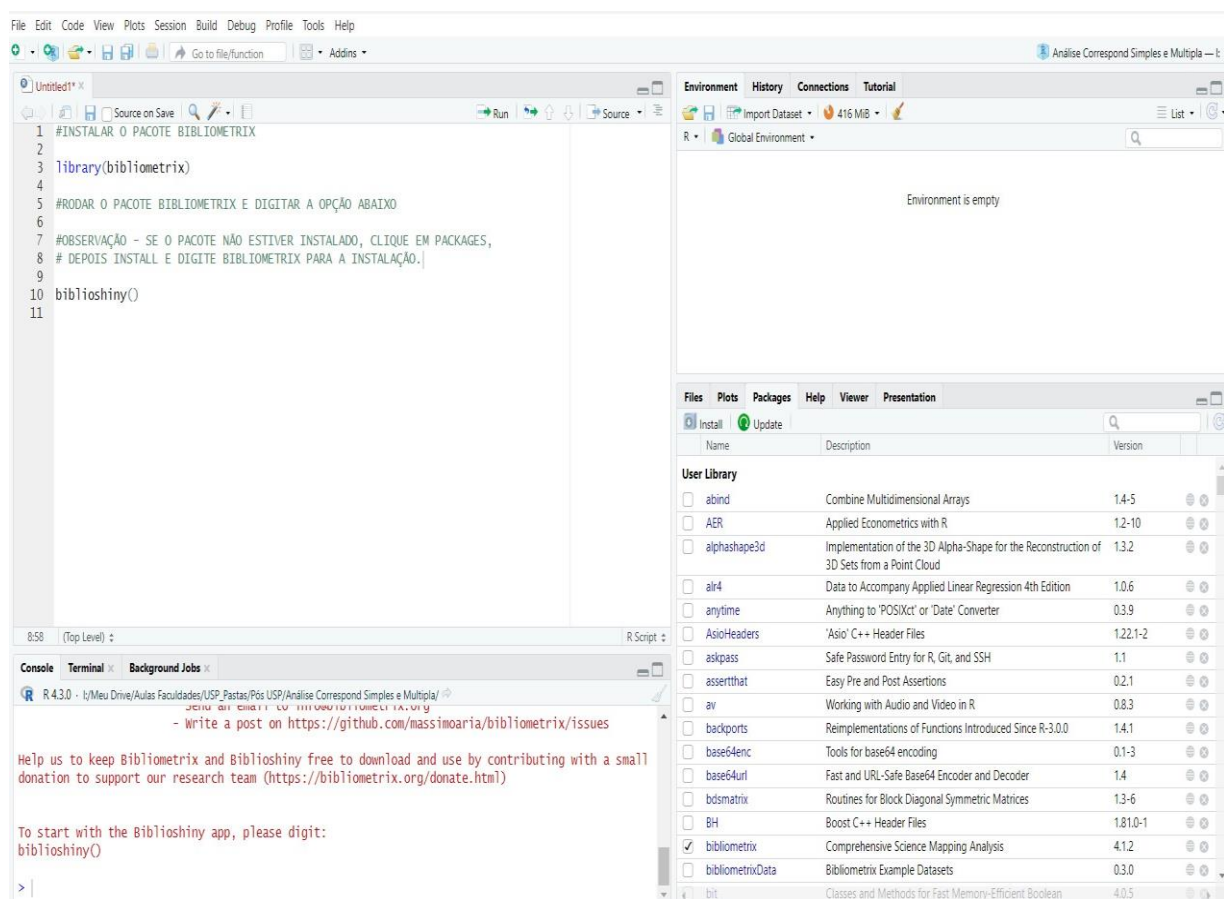 File Edit Code View Plots Session Build Debug Profile Tools Help
Go to file/function Addins
Análise Correspond Simples e Multipla —
Untitled1*
Source on Save Run Source
1 #INSTALAR O PACOTE BIBLIOMETRIX
2
3 library(bibliometrix)
4
5 #RODAR O PACOTE BIBLIOMETRIX E DIGITAR A OPÇÃO ABAIXO
6
7 #OBSERVAÇÃO - SE O PACOTE NÃO ESTIVER INSTALADO, CLIQUE EM PACKAGES,
8 # DEPOIS INSTALL E DIGITE BIBLIOMETRIX PARA A INSTALAÇÃO.
9
10 biblioshiny()
11
8:58 (Top Level) R Script
Console Terminal Background Jobs
R 4.3.0 · I:/Meu Drive/Aulas Faculdades/USP_Pastas/Pós USP/Análise Correspond Simples e Multipla/
Send an email to info@bibliometrix.org
- Write a post on https://github.com/massimoaria/bibliometrix/issues
Help us to keep Bibliometrix and Biblioshiny free to download and use by contributing with a small
donation to support our research team (https://bibliometrix.org/donate.html)
To start with the Biblioshiny app, please digit:
biblioshiny()
>
Environment History Connections Tutorial
Import Dataset 416 MiB List
R Global Environment
Environment is empty
Files Plots Packages Help Viewer Presentation
Install Update
Name Description Version
User Library
abind Combine Multidimensional Arrays 1.4-5
AER Applied Econometrics with R 1.2-10
alphashape3d Implementation of the 3D Alpha-Shape for the Reconstruction of 1.3.2
3D Sets from a Point Cloud
alr4 Data to Accompany Applied Linear Regression 4th Edition 1.0.6
anytime Anything to 'POSIXct' or 'Date' Converter 0.3.9
AsioHeaders 'Asio' C++ Header Files 1.22.1-2
askpass Safe Password Entry for R, Git, and SSH 1.1
assertthat Easy Pre and Post Assertions 0.2.1
av Working with Audio and Video in R 0.8.3
backports Reimplementations of Functions Introduced Since R-3.0.0 1.4.1
base64enc Tools for base64 encoding 0.1-3
base64url Fast and URL-Safe Base64 Encoder and Decoder 1.4
bdsmatrix Routines for Block Diagonal Symmetric Matrices 1.3-6
BH Boost C++ Header Files 1.81.0-1
bibliometrix Comprehensive Science Mapping Analysis 4.1.2
bibliometrixData Bibliometrix Example Datasets 0.3.0
bit Classes and Methods for Fast Memory-Efficient Boolean 4.0.5